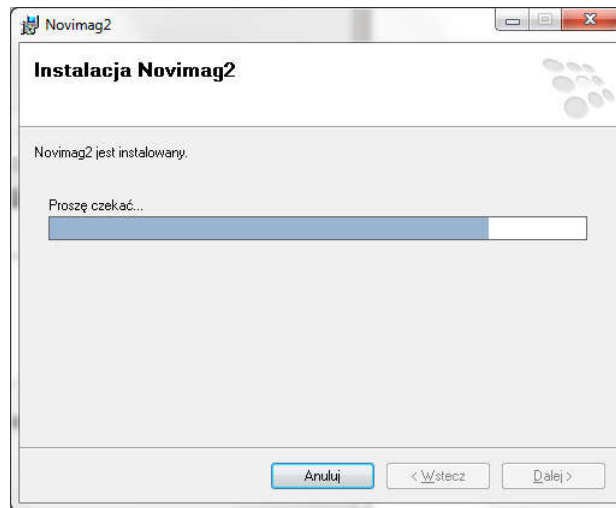 Novimag2
Instalacja Novimag2
Novimag2 jest instalowany.
Proszę czekać...
Anuluj
< Wstecz
Dalej >